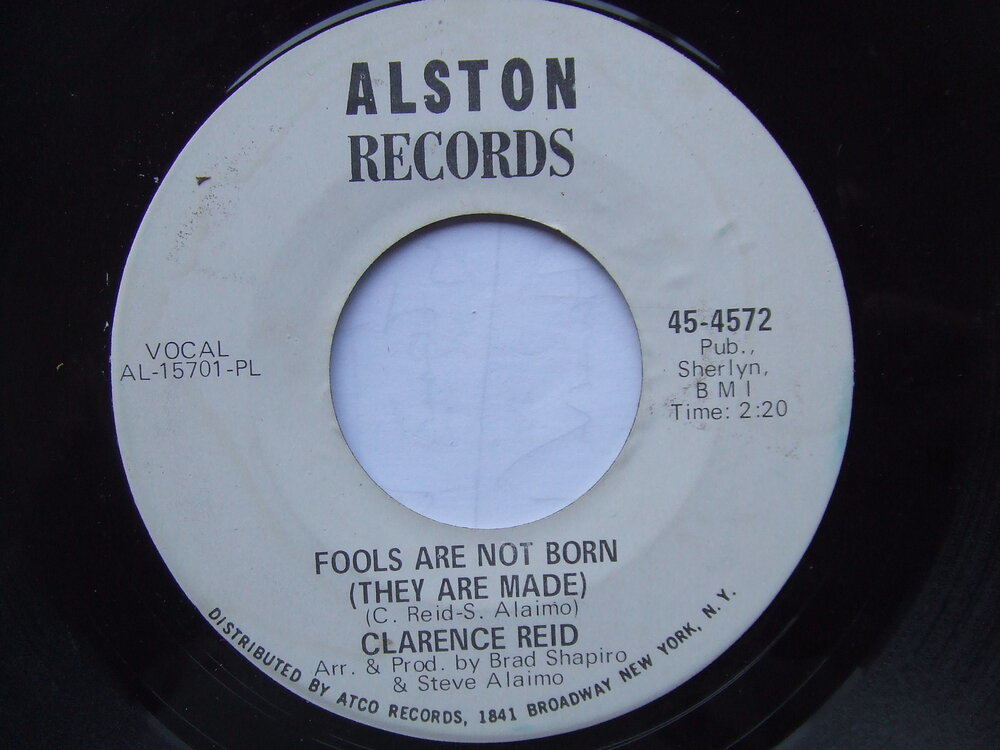 ALSTON
RECORDS
VOCAL
AL-15701-PL
45-4572
Pub.,
Sherlyn,
B M I
Time: 2:20
FOOLS ARE NOT BORN
(THEY ARE MADE)
(C. Reid-S. Alaimo)
CLARENCE REID
Arr. & Prod. by Brad Shapiro
& Steve Alaimo
DISTRIBUTED BY ATCO RECORDS, 1841 BROADWAY NEW YORK, N.Y.